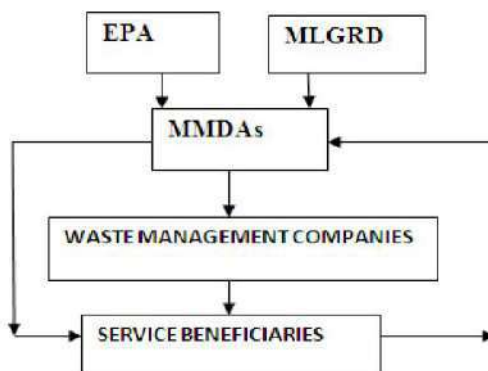 EPA
MLGRD
MMDAs
WASTE MANAGEMENT COMPANIES
SERVICE BENEFICIARIES